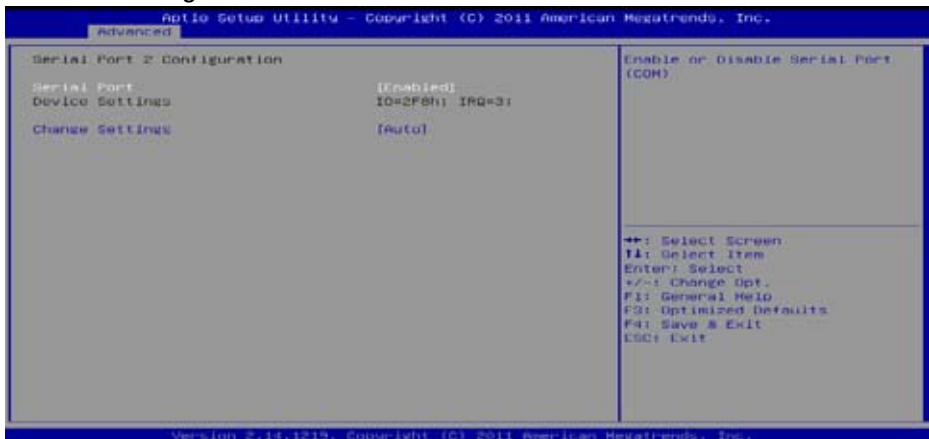 Aptio Setup Utility - Copyright (C) 2011 American Megatrends, Inc.
Advanced
Serial Port 2 Configuration
Serial Port [Enabled]
Device Settings IO=2F8h; IRQ=3;
Change Settings [Auto]
Enable or Disable Serial Port
(COM)
→←: Select Screen
↑↓: Select Item
Enter: Select
+/-: Change Opt.
F1: General Help
F3: Optimized Defaults
F4: Save & Exit
ESC: Exit
Version 2.14.1219. Copyright (C) 2011 American Megatrends, Inc.